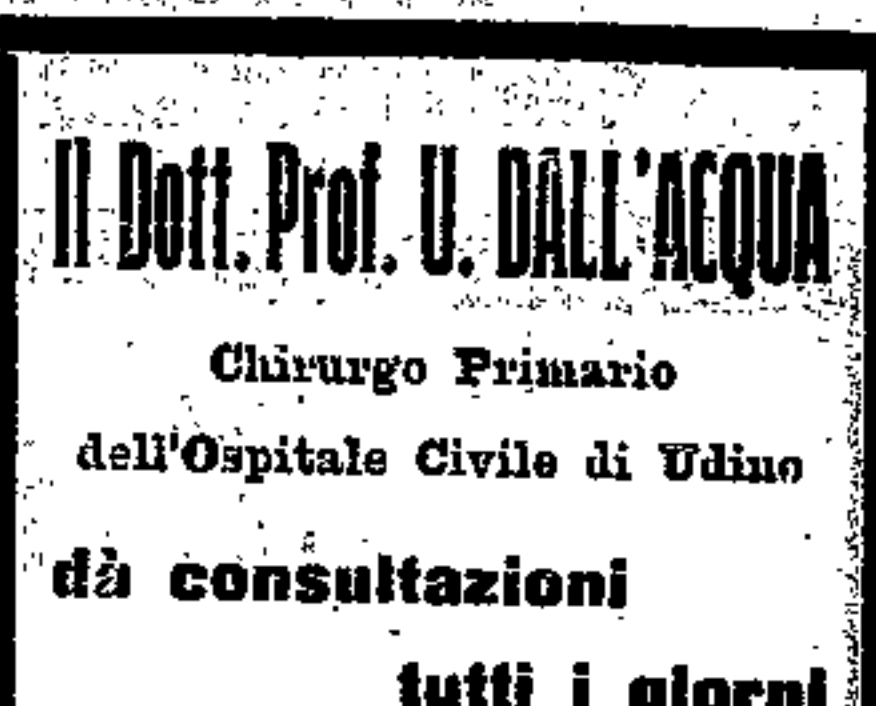 Il Dott. Prof. U. DALL'ACQUA
Chirurgo Primario
dell'Ospitale Civile di Udine
dà consultazioni
tutti i giorni